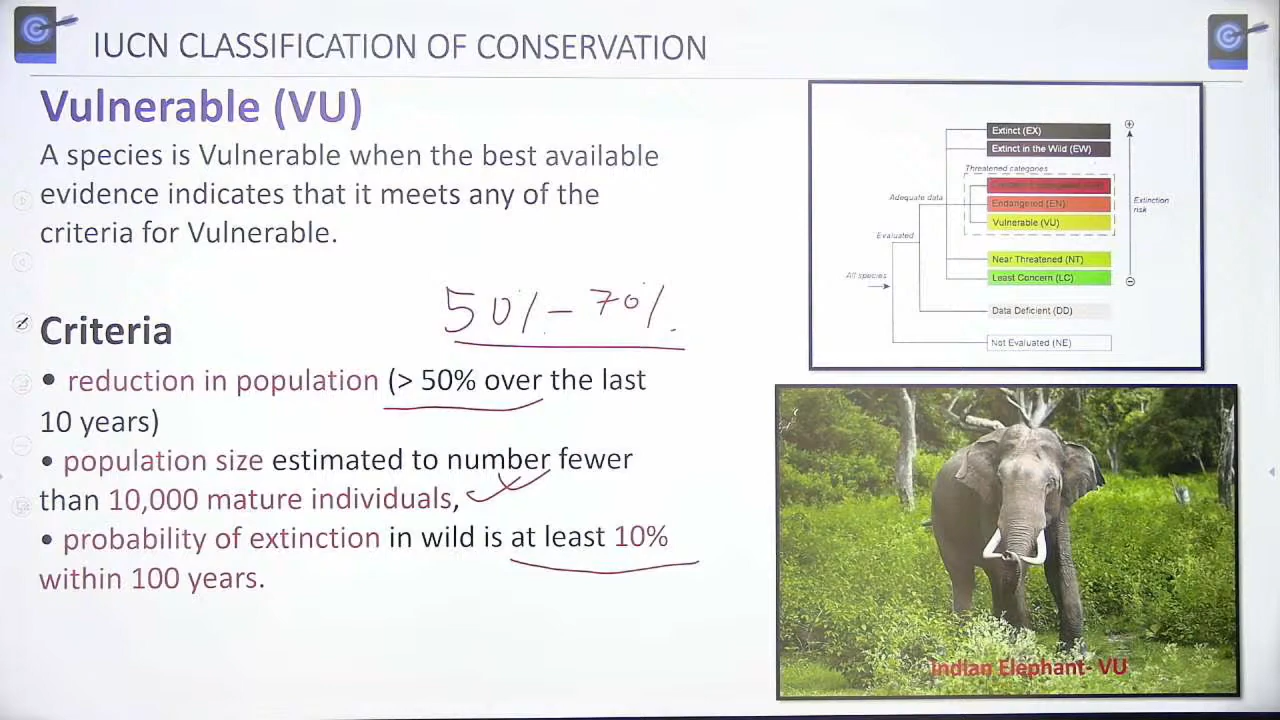 IUCN CLASSIFICATION OF CONSERVATION
Vulnerable (VU)
A species is Vulnerable when the best available
evidence indicates that it meets any of the
criteria for Vulnerable.
50% - 70%.
Criteria
• reduction in population (> 50% over the last
10 years)
• population size estimated to number fewer
than 10,000 mature individuals,
• probability of extinction in wild is at least 10%
within 100 years.
Extinct (EX)
Extinct in the Wild (EW)
Threatened categories
Adequate data
Endangered (EN)
Extinction
risk
Vulnerable (VU)
Evaluated
Near Threatened (NT)
All species
Least Concern (LC)
Data Deficient (DD)
Not Evaluated (NE)
Indian Elephant- VU